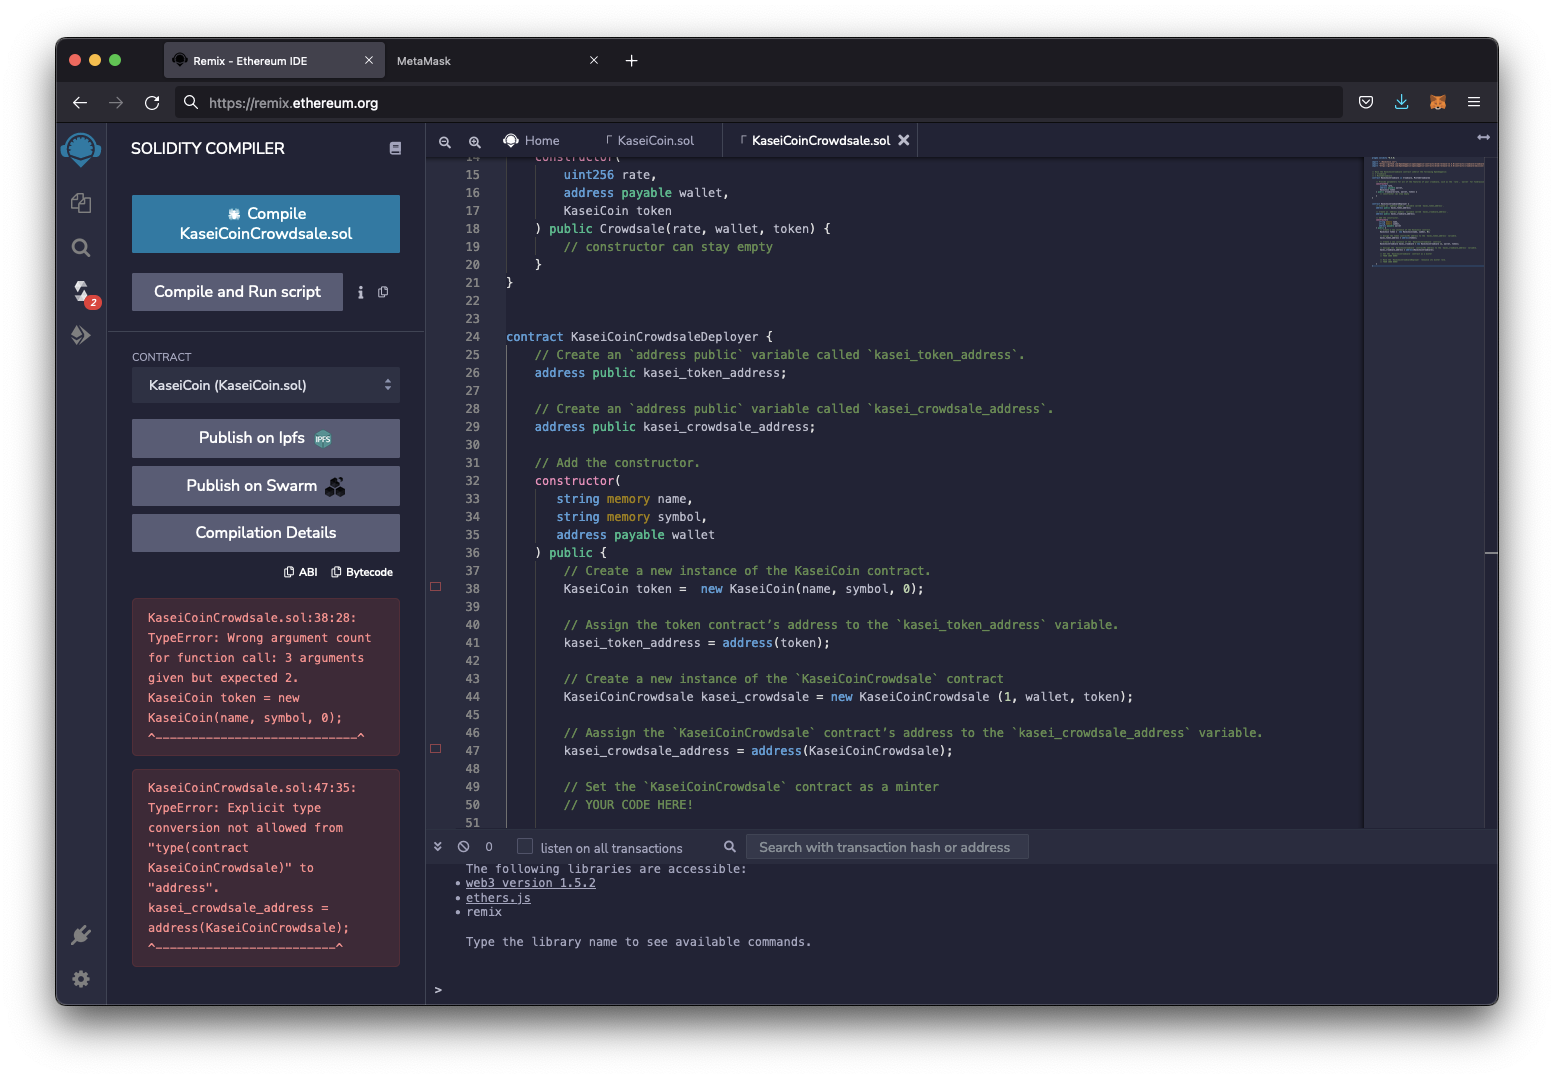 Remix - Ethereum IDE
MetaMask
https://remix.ethereum.org
SOLIDITY COMPILER
Compile
KaseiCoinCrowdsale.sol
Compile and Run script
2
CONTRACT
KaseiCoin (KaseiCoin.sol)
Publish on Ipfs IPFS
Publish on Swarm
Compilation Details
ABI Bytecode
KaseiCoinCrowdsale.sol:38:28:
TypeError: Wrong argument count
for function call: 3 arguments
given but expected 2.
KaseiCoin token = new
KaseiCoin(name, symbol, 0);
^----------------------------^
KaseiCoinCrowdsale.sol:47:35:
TypeError: Explicit type
conversion not allowed from
"type(contract
KaseiCoinCrowdsale)" to
"address".
kasei_crowdsale_address =
address(KaseiCoinCrowdsale);
^-------------------------^
Home
KaseiCoin.sol
KaseiCoinCrowdsale.sol
14 constructor(
15 uint256 rate,
16 address payable wallet,
17 KaseiCoin token
18 ) public Crowdsale(rate, wallet, token) {
19 // constructor can stay empty
20 }
21 }
22
23
24 contract KaseiCoinCrowdsaleDeployer {
25 // Create an `address public` variable called `kasei_token_address`.
26 address public kasei_token_address;
27
28 // Create an `address public` variable called `kasei_crowdsale_address`.
29 address public kasei_crowdsale_address;
30
31 // Add the constructor.
32 constructor(
33 string memory name,
34 string memory symbol,
35 address payable wallet
36 ) public {
37 // Create a new instance of the KaseiCoin contract.
38 KaseiCoin token =  new KaseiCoin(name, symbol, 0);
39
40 // Assign the token contract’s address to the `kasei_token_address` variable.
41 kasei_token_address = address(token);
42
43 // Create a new instance of the `KaseiCoinCrowdsale` contract
44 KaseiCoinCrowdsale kasei_crowdsale = new KaseiCoinCrowdsale (1, wallet, token);
45
46 // Aassign the `KaseiCoinCrowdsale` contract’s address to the `kasei_crowdsale_address` variable.
47 kasei_crowdsale_address = address(KaseiCoinCrowdsale);
48
49 // Set the `KaseiCoinCrowdsale` contract as a minter
50 // YOUR CODE HERE!
51
0
listen on all transactions
Search with transaction hash or address
The following libraries are accessible:
• web3 version 1.5.2
• ethers.js
• remix
Type the library name to see available commands.
>